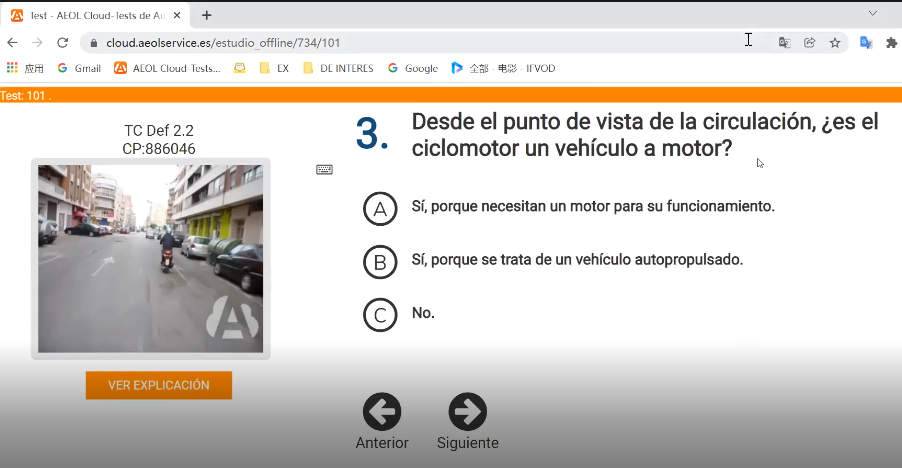 Test - AEOL Cloud-Tests de Au
cloud.aeolservice.es/estudio_offline/734/101
应用 Gmail AEOL Cloud-Tests... EX DE INTERES Google 全部 - 电影 - IFVOD
Test: 101 .
TC Def 2.2
CP:886046
VER EXPLICACIÓN
3. Desde el punto de vista de la circulación, ¿es el
ciclomotor un vehículo a motor?
A Sí, porque necesitan un motor para su funcionamiento.
B Sí, porque se trata de un vehículo autopropulsado.
C No.
Anterior Siguiente